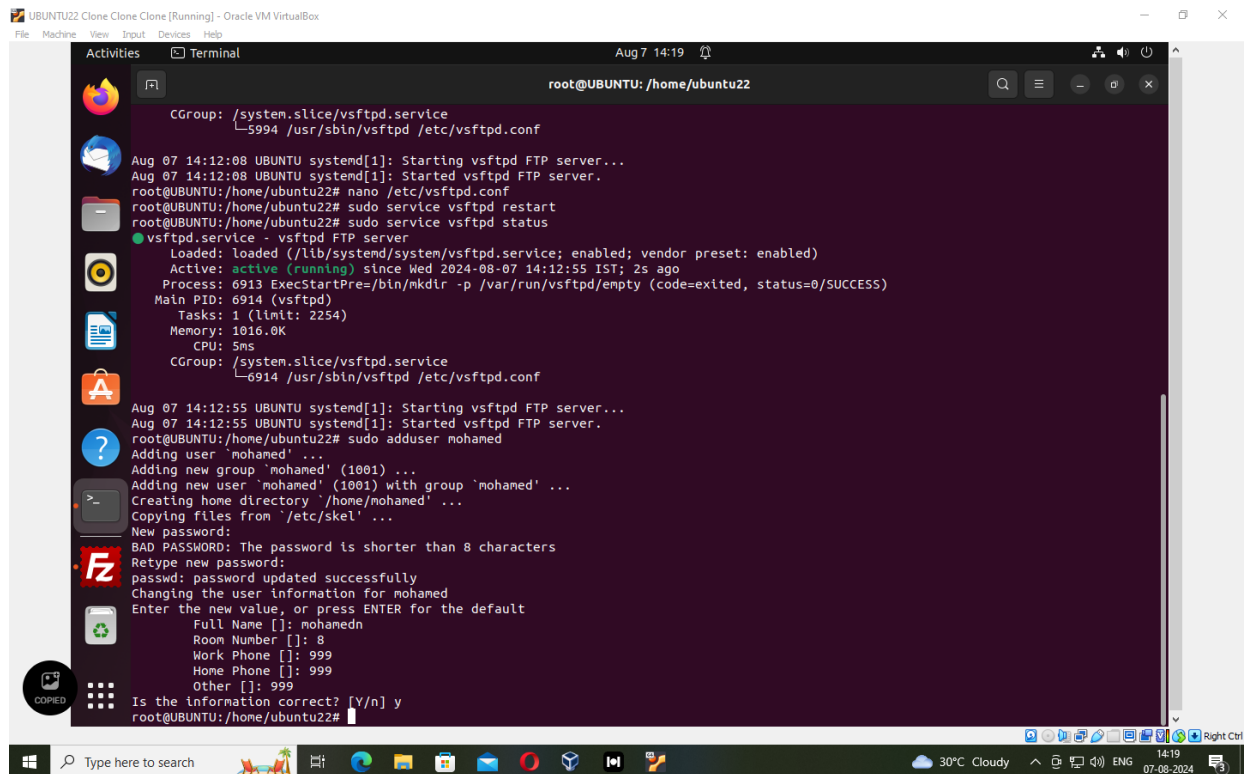 UBUNTU22 Clone Clone Clone [Running] - Oracle VM VirtualBox
File Machine View Input Devices Help
Activities Terminal Aug 7 14:19
root@UBUNTU: /home/ubuntu22
CGroup: /system.slice/vsftpd.service
└─5994 /usr/sbin/vsftpd /etc/vsftpd.conf
Aug 07 14:12:08 UBUNTU systemd[1]: Starting vsftpd FTP server...
Aug 07 14:12:08 UBUNTU systemd[1]: Started vsftpd FTP server.
root@UBUNTU:/home/ubuntu22# nano /etc/vsftpd.conf
root@UBUNTU:/home/ubuntu22# sudo service vsftpd restart
root@UBUNTU:/home/ubuntu22# sudo service vsftpd status
● vsftpd.service - vsftpd FTP server
Loaded: loaded (/lib/systemd/system/vsftpd.service; enabled; vendor preset: enabled)
Active: active (running) since Wed 2024-08-07 14:12:55 IST; 2s ago
Process: 6913 ExecStartPre=/bin/mkdir -p /var/run/vsftpd/empty (code=exited, status=0/SUCCESS)
Main PID: 6914 (vsftpd)
Tasks: 1 (limit: 2254)
Memory: 1016.0K
CPU: 5ms
CGroup: /system.slice/vsftpd.service
└─6914 /usr/sbin/vsftpd /etc/vsftpd.conf
Aug 07 14:12:55 UBUNTU systemd[1]: Starting vsftpd FTP server...
Aug 07 14:12:55 UBUNTU systemd[1]: Started vsftpd FTP server.
root@UBUNTU:/home/ubuntu22# sudo adduser mohamed
Adding user `mohamed' ...
Adding new group `mohamed' (1001) ...
Adding new user `mohamed' (1001) with group `mohamed' ...
Creating home directory `/home/mohamed' ...
Copying files from `/etc/skel' ...
New password:
BAD PASSWORD: The password is shorter than 8 characters
Retype new password:
passwd: password updated successfully
Changing the user information for mohamed
Enter the new value, or press ENTER for the default
Full Name []: mohamedn
Room Number []: 8
Work Phone []: 999
Home Phone []: 999
Other []: 999
Is the information correct? [Y/n] y
root@UBUNTU:/home/ubuntu22#
COPIED
Right Ctrl
Type here to search
30°C Cloudy
ENG
14:19
07-08-2024
3